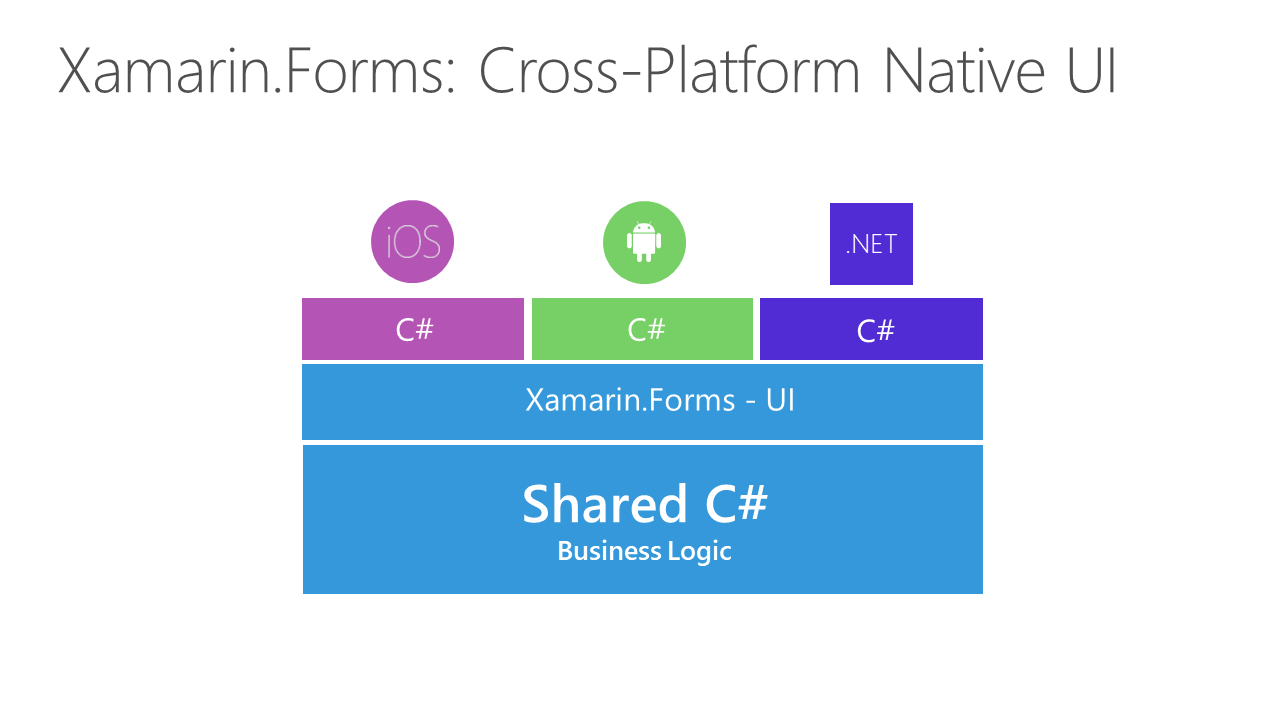 Xamarin.Forms: Cross-Platform Native UI
iOS
.NET
C#
C#
C#
Xamarin.Forms - UI
Shared C#
Business Logic